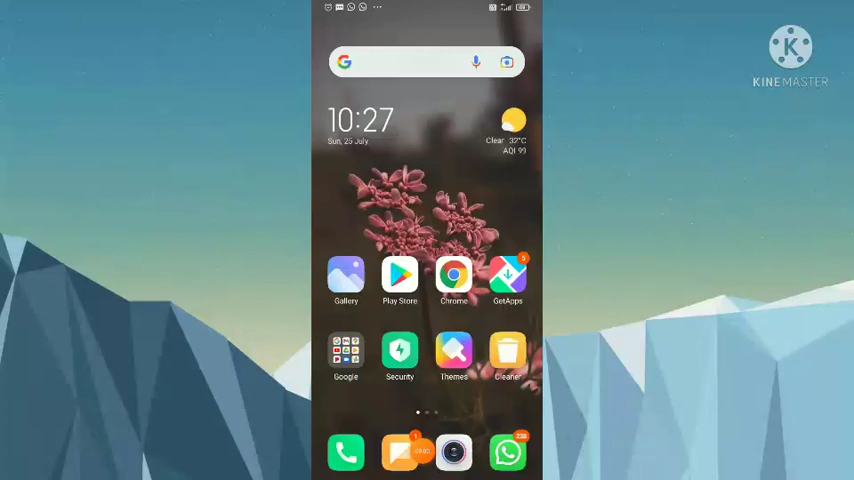 10:27
Sun, 25 July
Clear 32°C
AQI 99
KINEMASTER
5
Gallery
Play Store
Chrome
GetApps
Google
Security
Themes
Cleaner
1
238